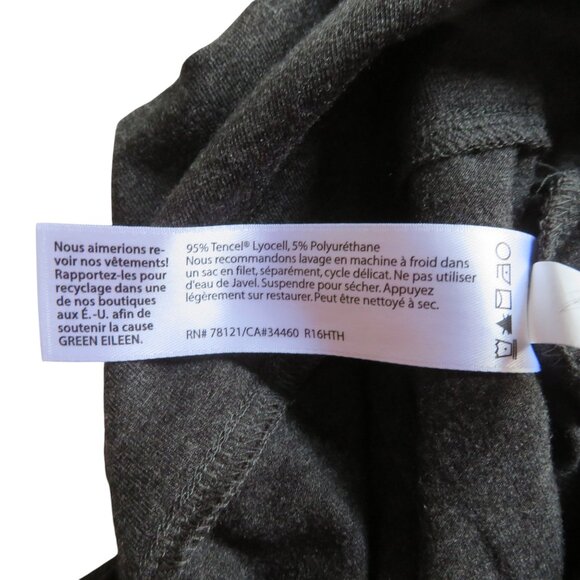 Nous aimerions re-
voir nos vêtements!
Rapportez-les pour
recyclage dans une
de nos boutiques
aux É.-U. afin de
soutenir la cause
GREEN EILEEN
95% Tencel® Lyocell, 5% Polyuréthane
Nous recommandons lavage en machine à froid dans
un sac en filet, séparément, cycle délicat. Ne pas utiliser
d'eau de Javel. Suspendre pour sécher. Appuyez
légèrement sur restaurer. Peut être nettoyé à sec.
RN# 78121/CA#34460 R16HTH